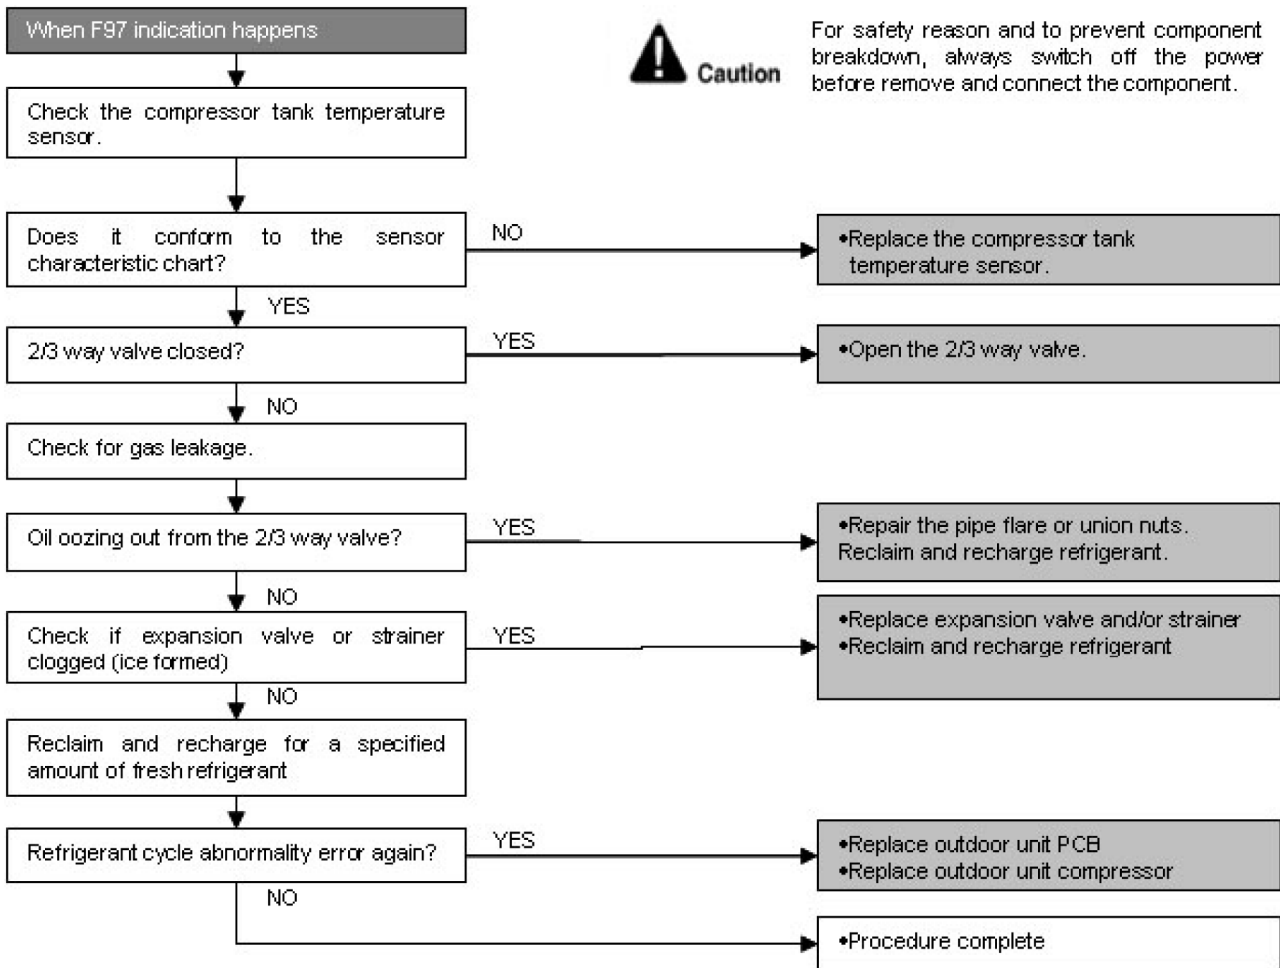 When F97 indication happens
Caution
For safety reason and to prevent component
breakdown, always switch off the power
before remove and connect the component.
Check the compressor tank temperature
sensor.
Does it conform to the sensor
characteristic chart?
NO
•Replace the compressor tank
temperature sensor.
YES
2/3 way valve closed?
YES
•Open the 2/3 way valve.
NO
Check for gas leakage.
Oil oozing out from the 2/3 way valve?
YES
•Repair the pipe flare or union nuts.
Reclaim and recharge refrigerant.
NO
Check if expansion valve or strainer
clogged (ice formed)
YES
•Replace expansion valve and/or strainer
•Reclaim and recharge refrigerant
NO
Reclaim and recharge for a specified
amount of fresh refrigerant
Refrigerant cycle abnormality error again?
YES
•Replace outdoor unit PCB
•Replace outdoor unit compressor
NO
•Procedure complete